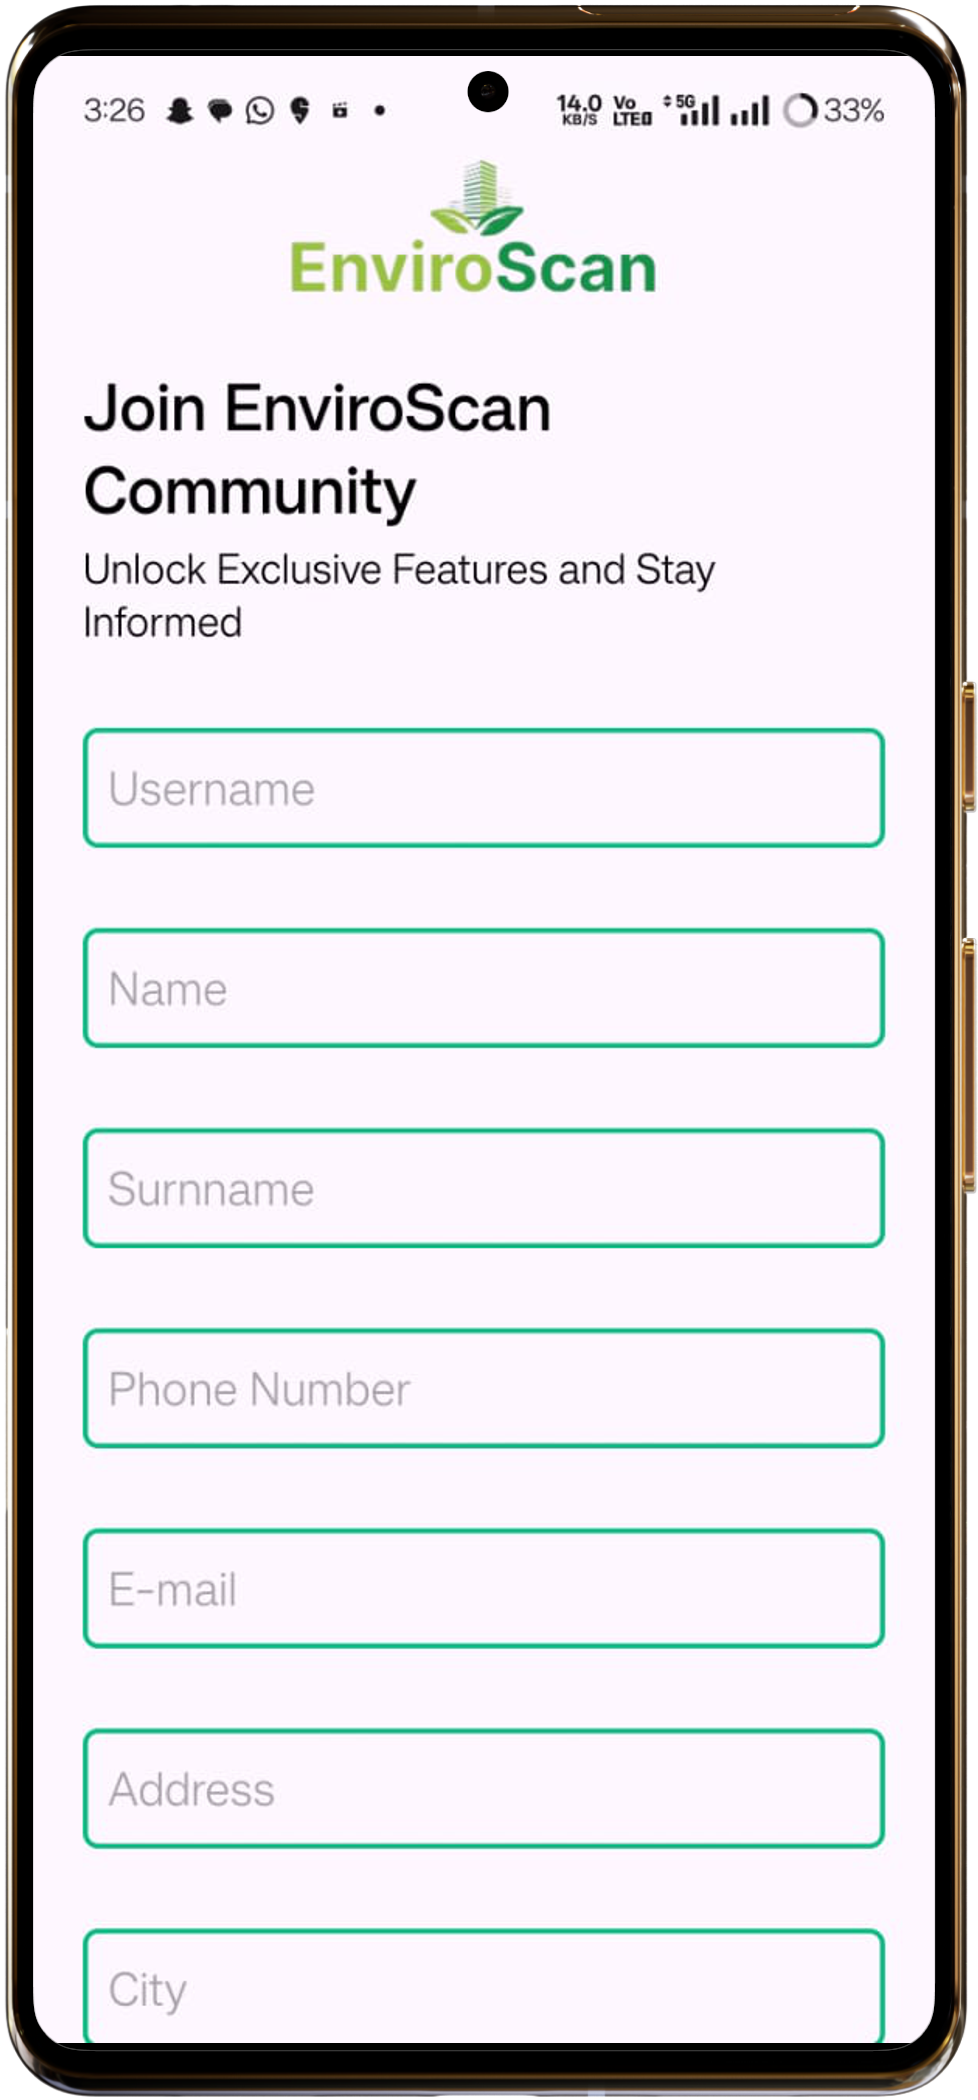 3:26
14.0 KB/S Vo LTE 5G 33%
EnviroScan
Join EnviroScan
Community
Unlock Exclusive Features and Stay
Informed
Username
Name
Surnname
Phone Number
E-mail
Address
City